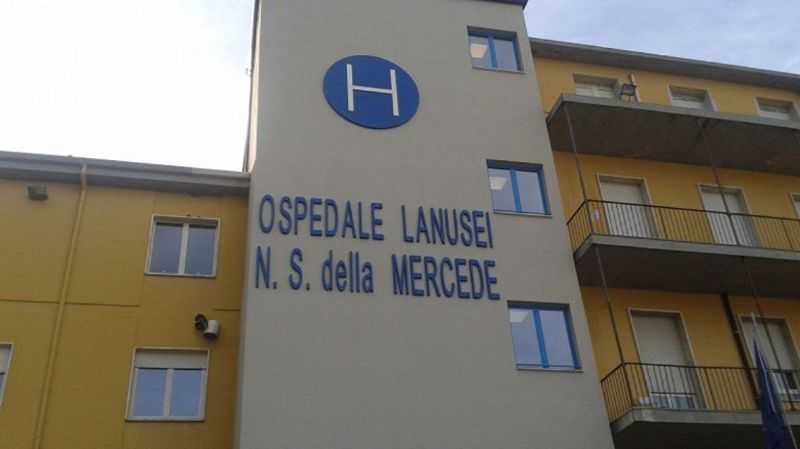 H
OSPEDALE LANUSEI
N. S. della MERCEDE